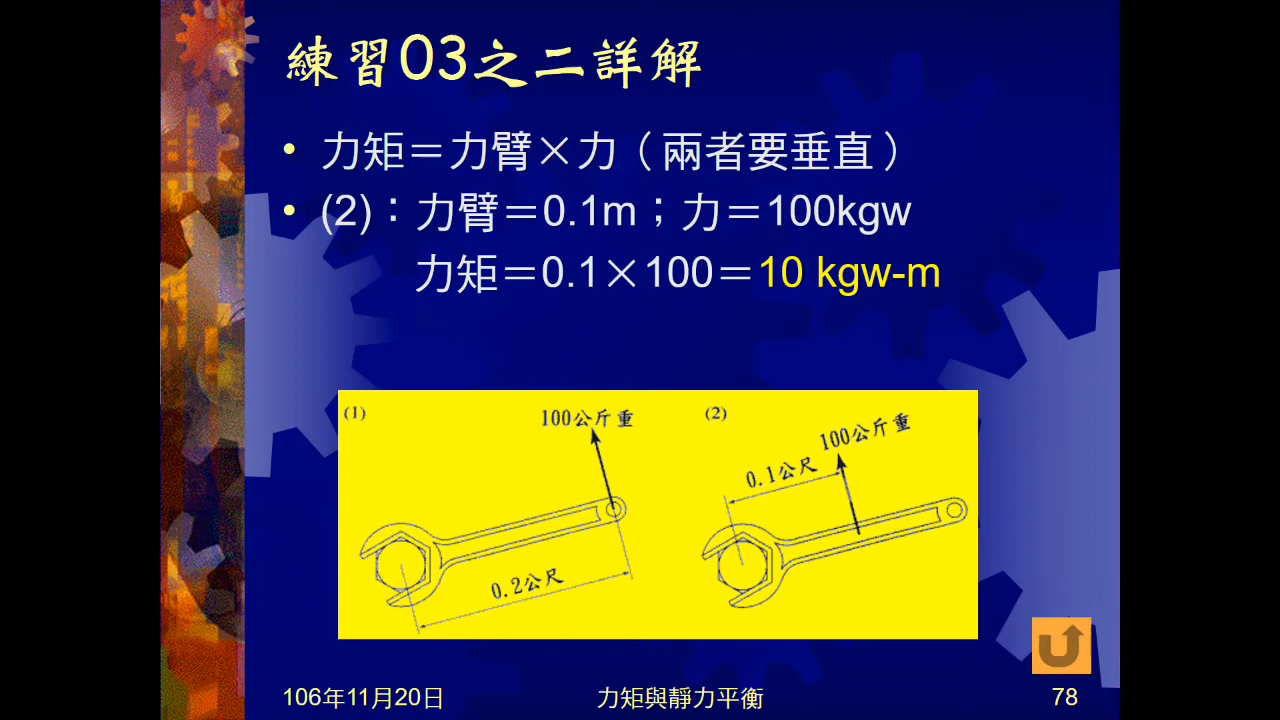 練習03之二詳解
• 力矩＝力臂×力（兩者要垂直）
• (2)：力臂＝0.1m；力＝100kgw
力矩＝0.1×100＝10 kgw-m
(1)
100公斤重
0.2公尺
(2)
100公斤重
0.1公尺
106年11月20日
力矩與靜力平衡
78